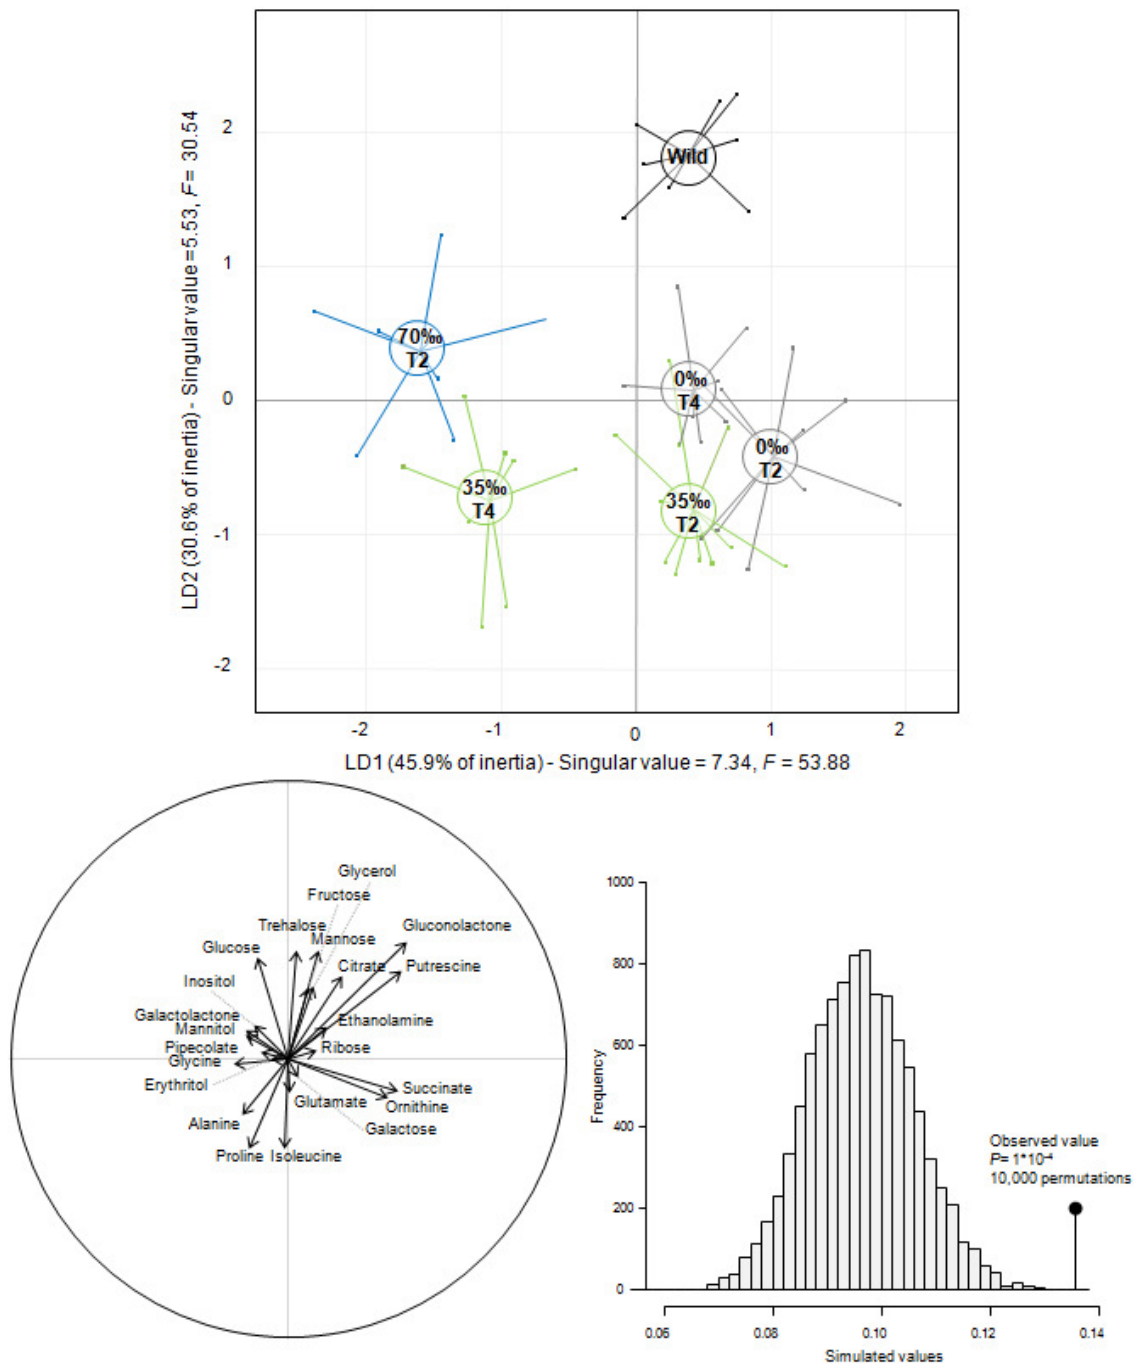 LD2 (30.6% of inertia) - Singular value =5.53, F= 30.54
2
1
0
-1
-2
Wild
70‰
T2
0‰
T4
0‰
T2
35‰
T4
35‰
T2
-2
-1
0
1
2
LD1 (45.9% of inertia) - Singular value = 7.34, F = 53.88
Glycerol
Fructose
Trehalose
Mannose
Gluconolactone
Glucose
Citrate
Putrescine
Inositol
Galactolactone
Mannitol
Ethanolamine
Pipecolate
Ribose
Glycine
Erythritol
Succinate
Glutamate
Ornithine
Alanine
Galactose
Proline
Isoleucine
Frequency
1000
800
600
400
200
0
Observed value
P= 1*10⁻⁴
10,000 permutations
0.06
0.08
0.10
0.12
0.14
Simulated values